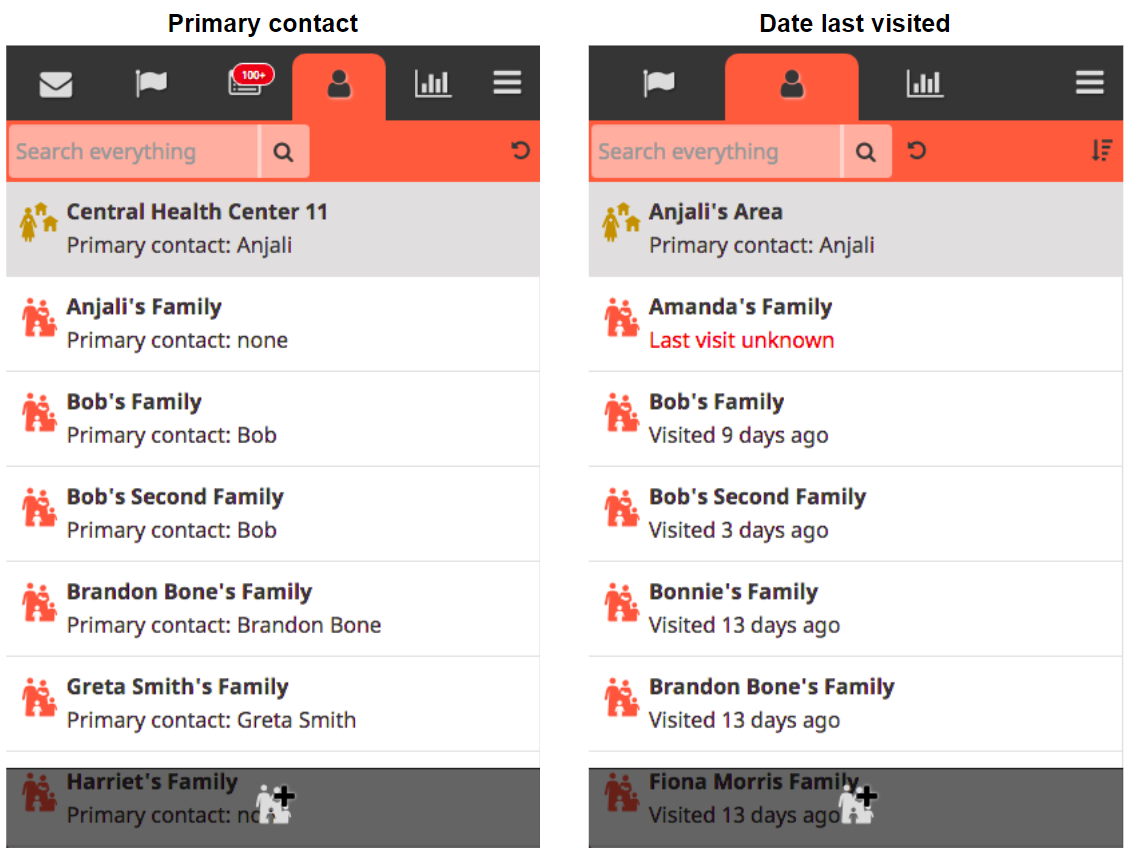 Primary contact
100+
Search everything
Central Health Center 11
Primary contact: Anjali
Anjali's Family
Primary contact: none
Bob's Family
Primary contact: Bob
Bob's Second Family
Primary contact: Bob
Brandon Bone's Family
Primary contact: Brandon Bone
Greta Smith's Family
Primary contact: Greta Smith
Harriet's Family
Primary contact:
Date last visited
Search everything
Anjali's Area
Primary contact: Anjali
Amanda's Family
Last visit unknown
Bob's Family
Visited 9 days ago
Bob's Second Family
Visited 3 days ago
Bonnie's Family
Visited 13 days ago
Brandon Bone's Family
Visited 13 days ago
Fiona Morris Family
Visited 13 days ago